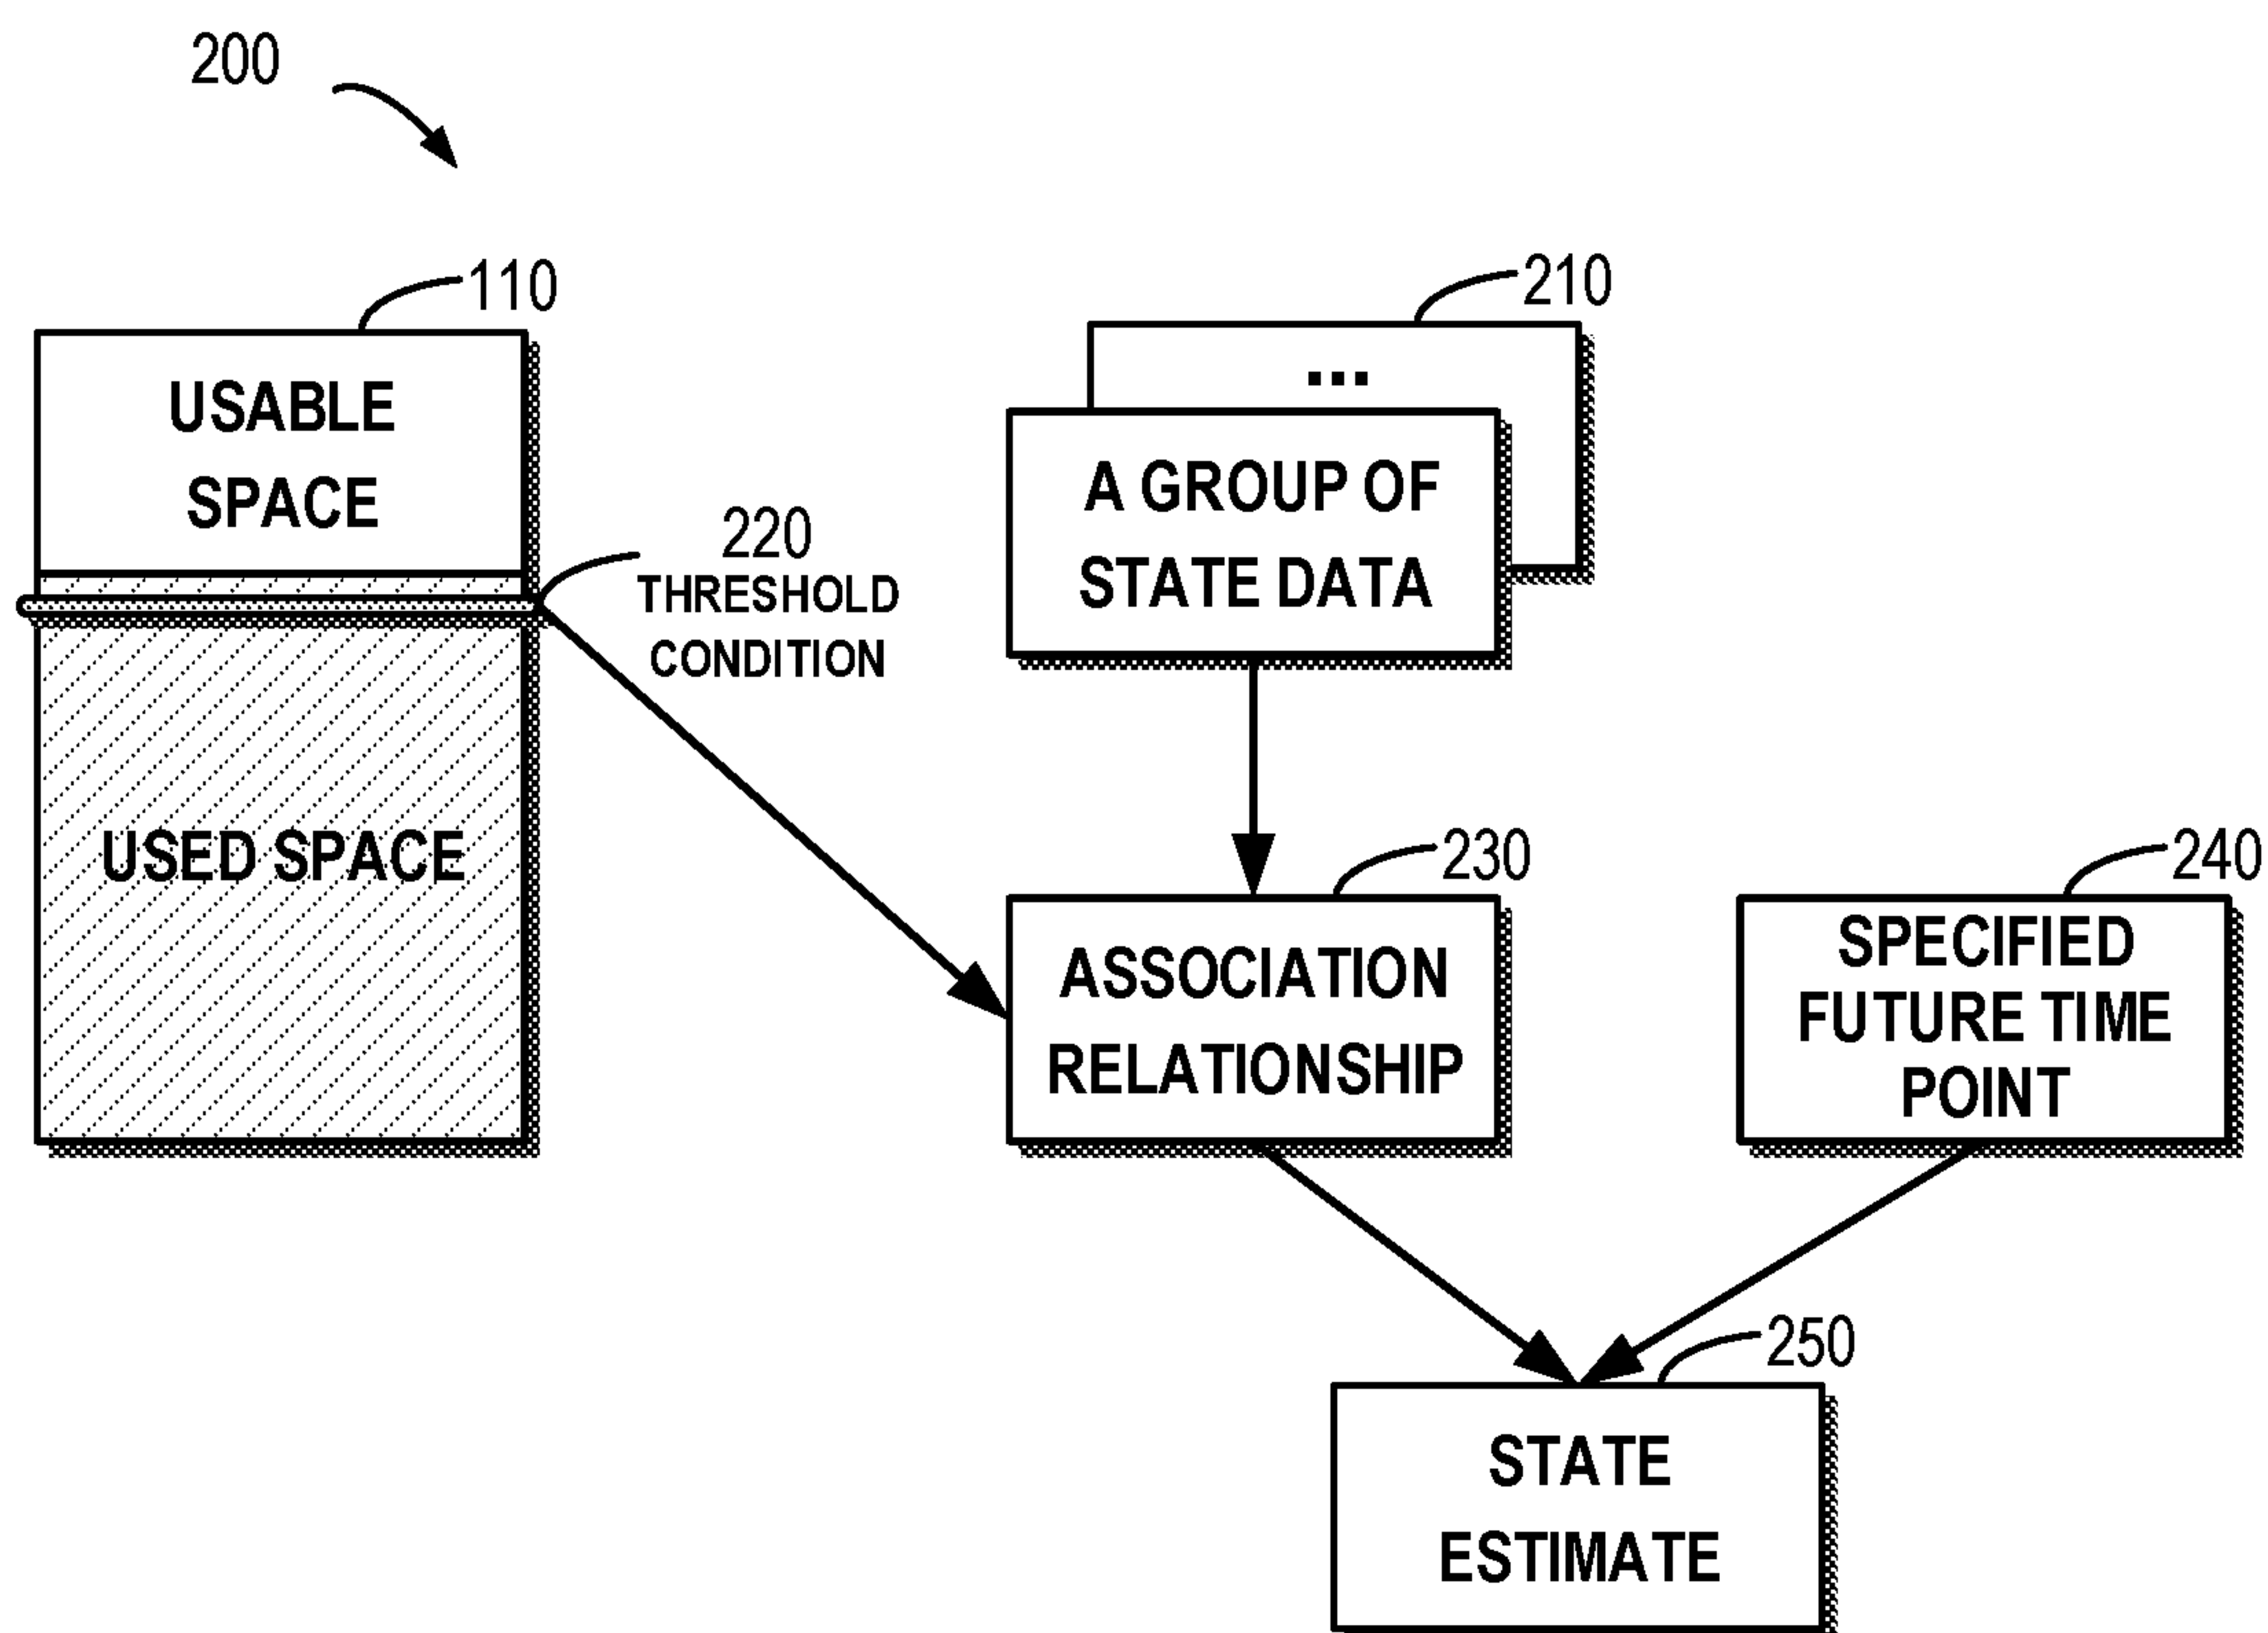 200
110
USABLE
SPACE
USED SPACE
220
THRESHOLD
CONDITION
210
...
A GROUP OF
STATE DATA
230
ASSOCIATION
RELATIONSHIP
240
SPECIFIED
FUTURE TIME
POINT
250
STATE
ESTIMATE